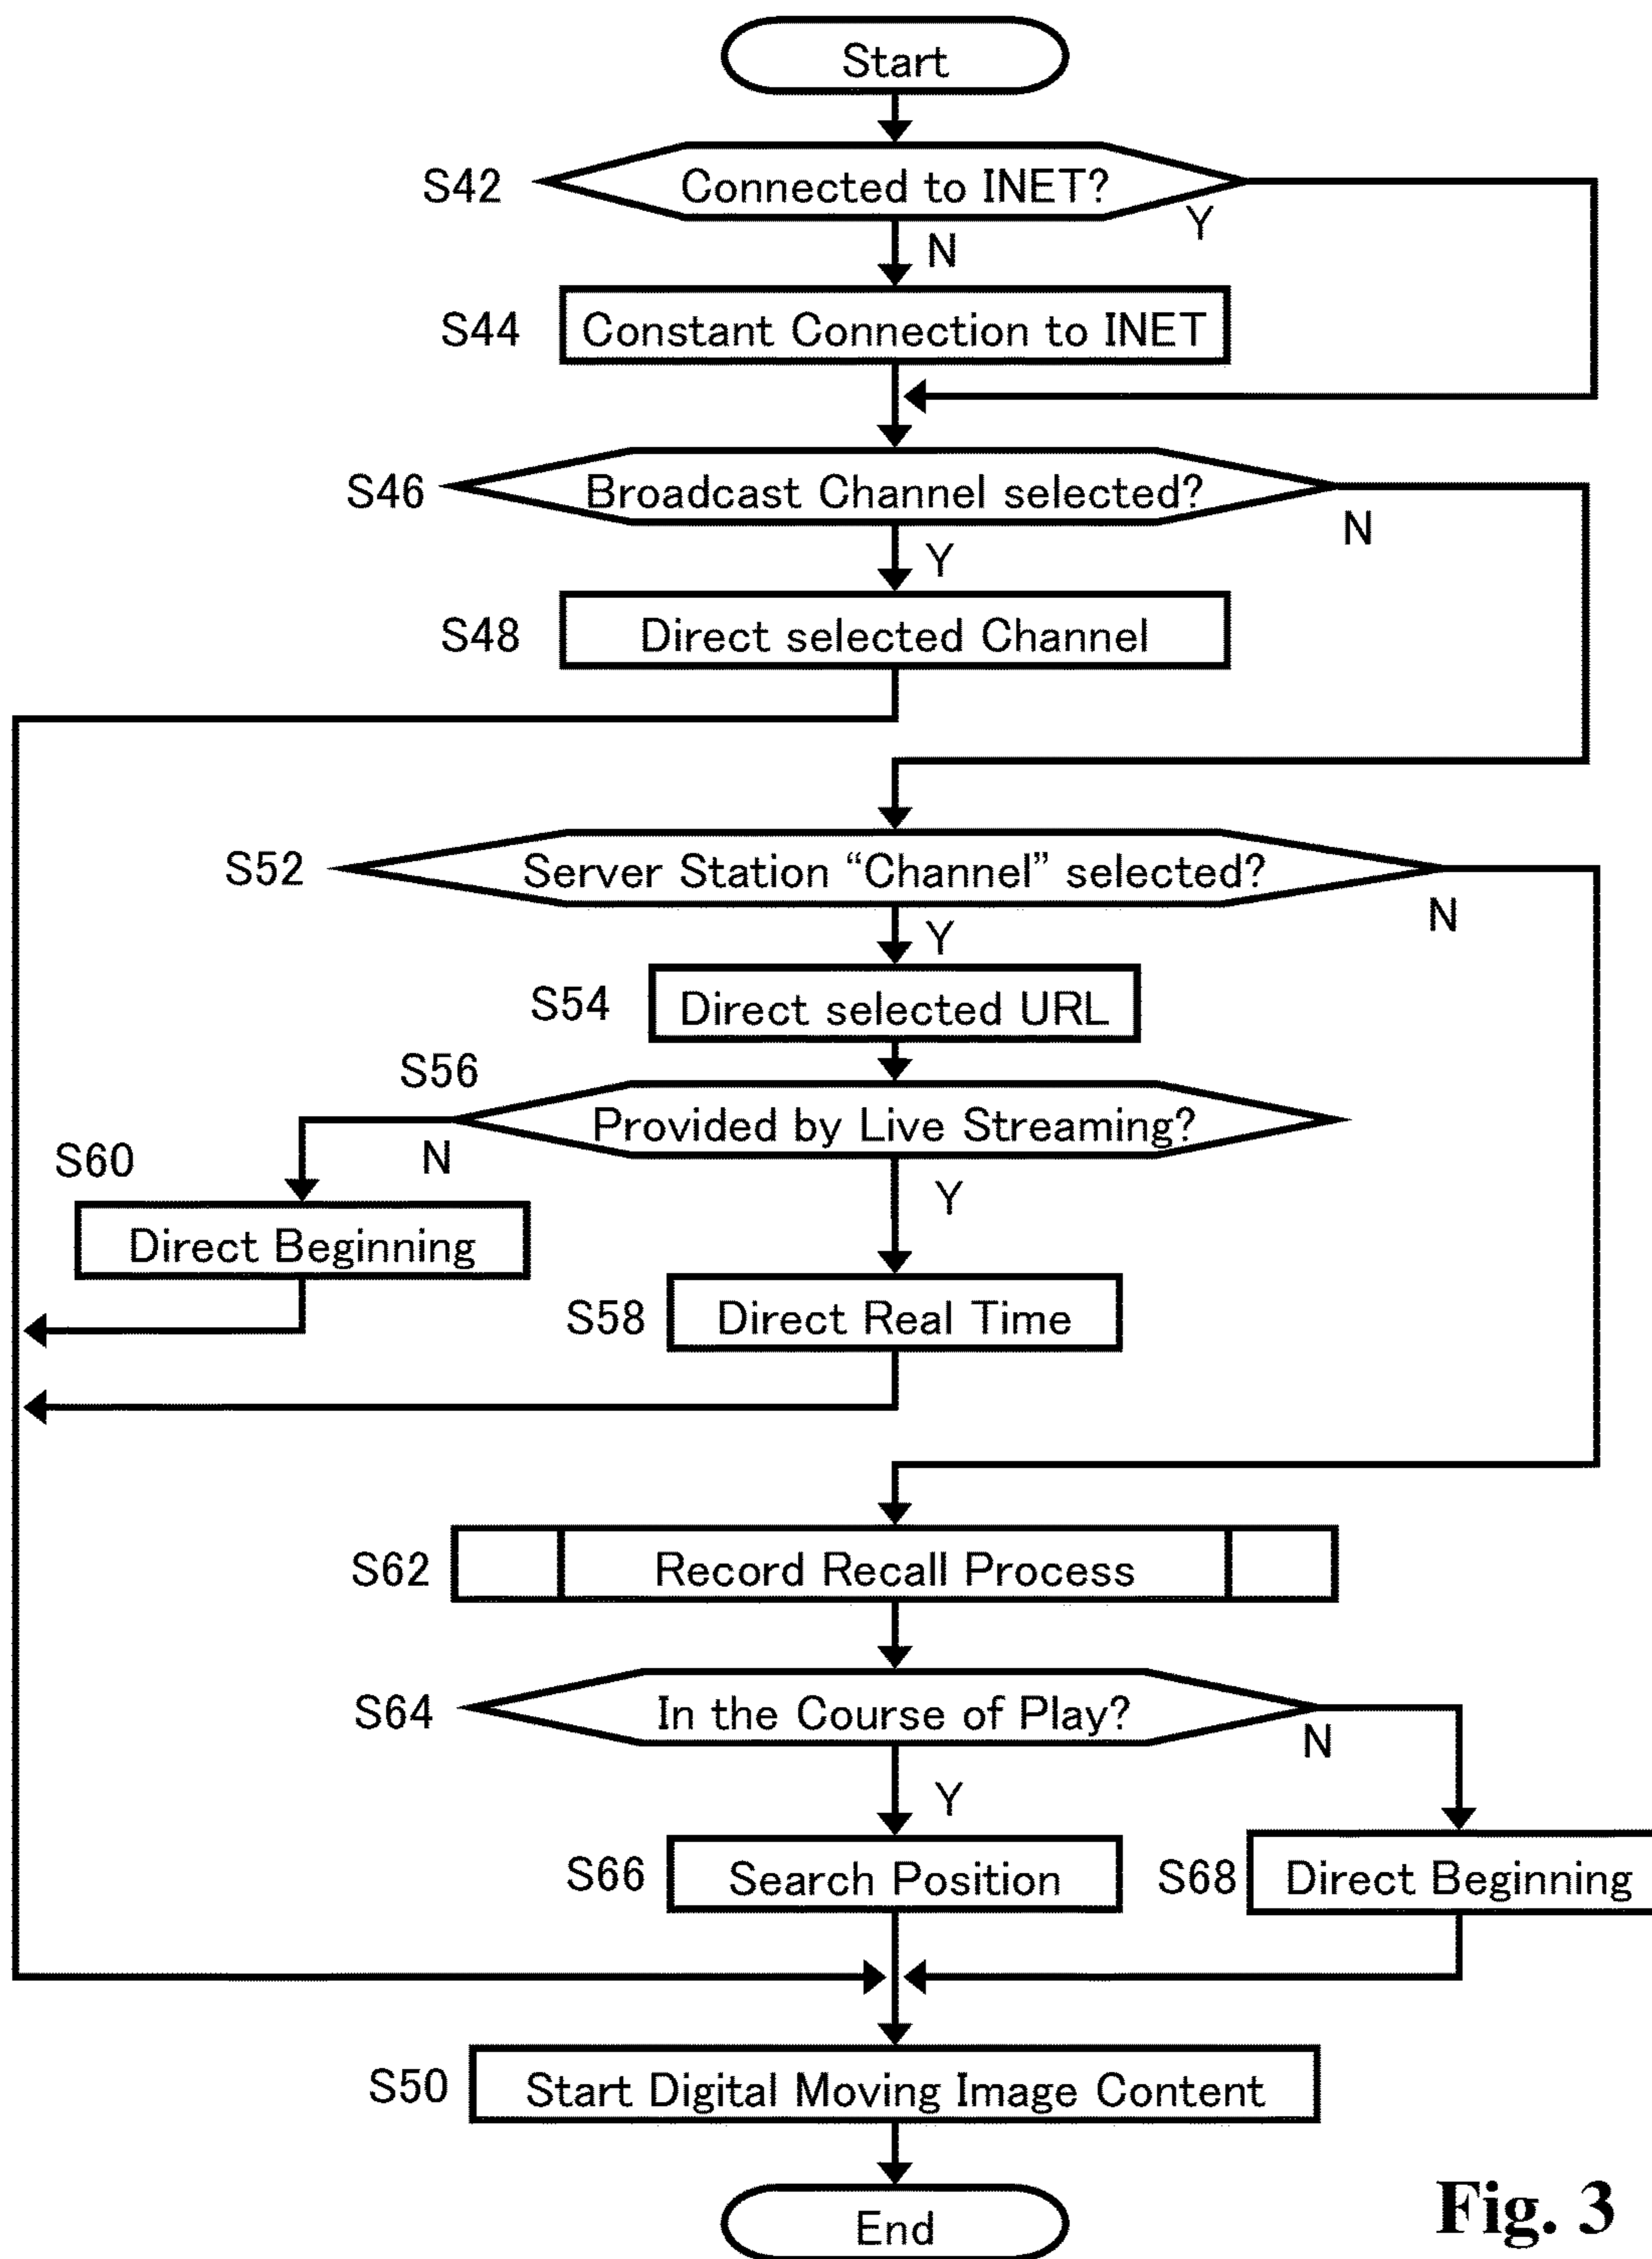 Start
S42 Connected to INET?
Y
N
S44 Constant Connection to INET
S46 Broadcast Channel selected?
N
Y
S48 Direct selected Channel
S52 Server Station “Channel” selected?
N
Y
S54 Direct selected URL
S56
Provided by Live Streaming?
N
S60
Y
Direct Beginning
S58 Direct Real Time
S62 Record Recall Process
S64 In the Course of Play?
N
Y
S66 Search Position
S68 Direct Beginning
S50 Start Digital Moving Image Content
End
Fig. 3